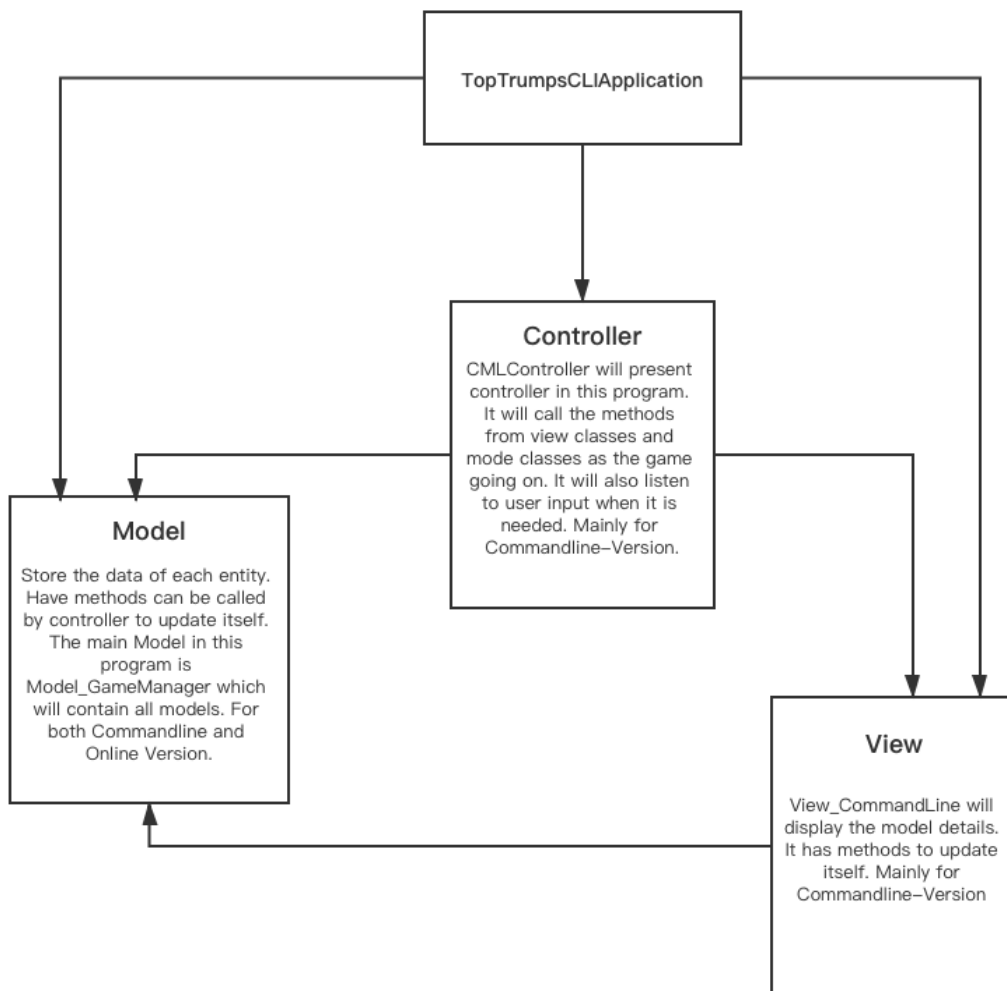 TopTrumpsCLIApplication
Controller
CMLController will present
controller in this program.
It will call the methods
from view classes and
mode classes as the game
going on. It will also listen
to user input when it is
needed. Mainly for
Commandline-Version.
Model
Store the data of each entity.
Have methods can be called
by controller to update itself.
The main Model in this
program is
Model_GameManager which
will contain all models. For
both Commandline and
Online Version.
View
View_CommandLine will
display the model details.
It has methods to update
itself. Mainly for
Commandline-Version